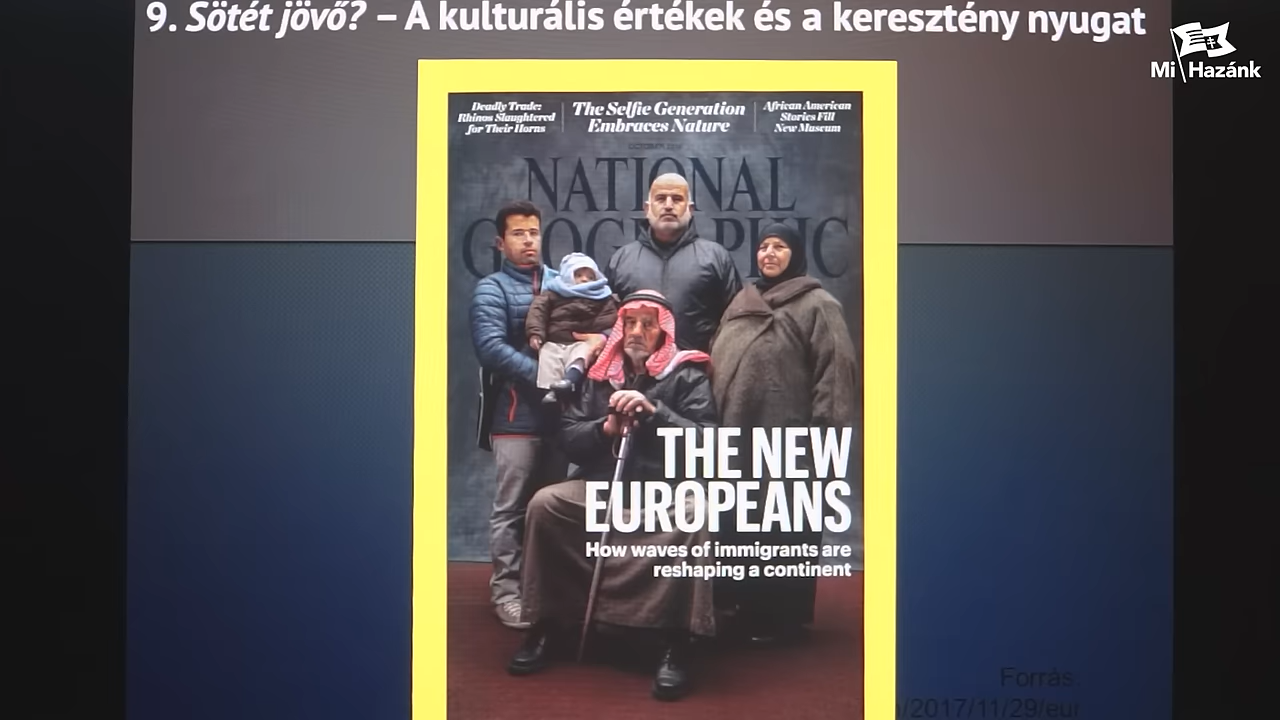 9. Sötét jövő? – A kulturális értékek és a keresztény nyugat
Mi Hazánk
Deadly Trade:
Rhinos Slaughtered
for Their Horns
The Selfie Generation
Embraces Nature
African American
Stories Fill
New Museum
NATIONAL
GEOGRAPHIC
THE NEW
EUROPEANS
How waves of immigrants are
reshaping a continent
Forrás:
/2017/11/29/eur